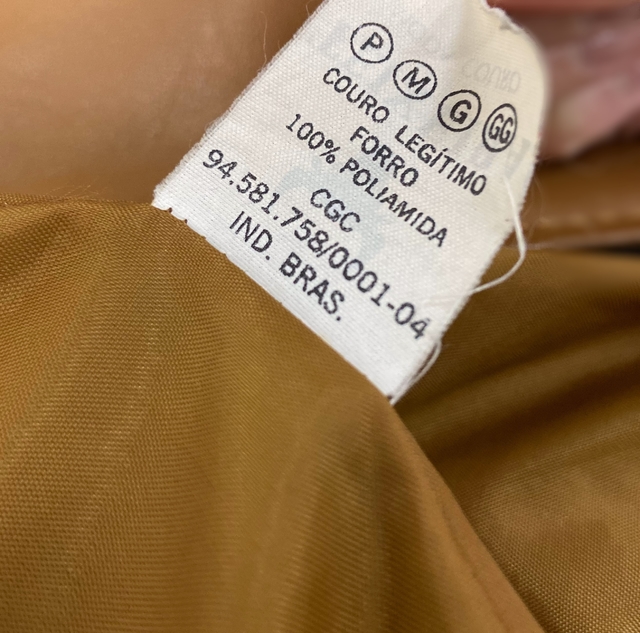 P M G GG
COURO LEGÍTIMO
FORRO
100% POLIAMIDA
CGC
94.581.758/0001-04
IND. BRAS.